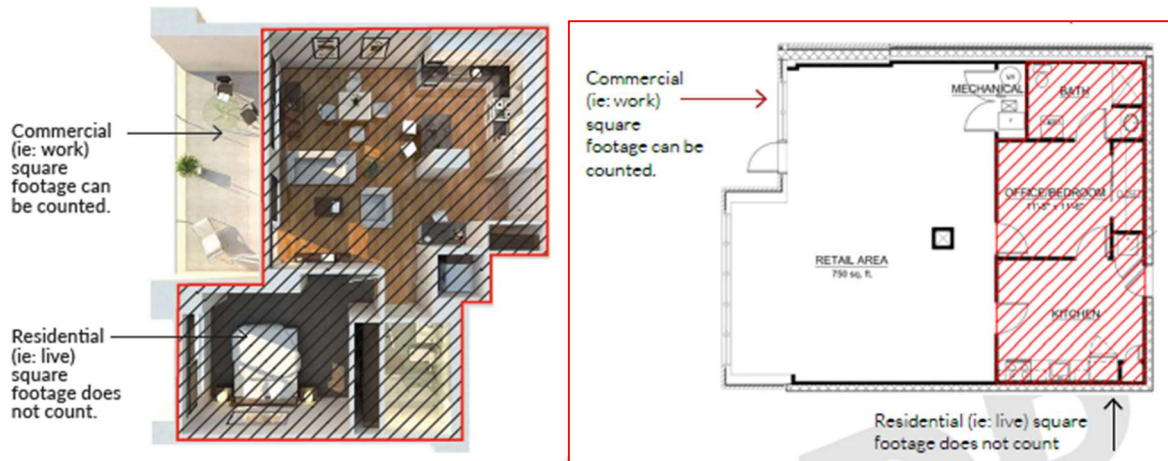 Commercial
(ie: work)
square
footage can
be counted.
Residential
(ie: live)
square
footage does
not count.
Commercial
(ie: work)
square
footage can be
counted.
MECHANICAL
BATH
OFFICE/BEDROOM
RETAIL AREA
750 sq. ft.
KITCHEN
Residential (ie: live) square
footage does not count